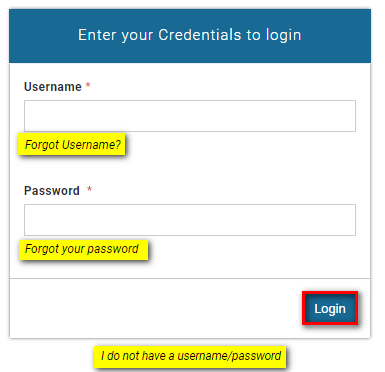 Enter your Credentials to login
Username *
Forgot Username?
Password *
Forgot your password
Login
I do not have a username/password